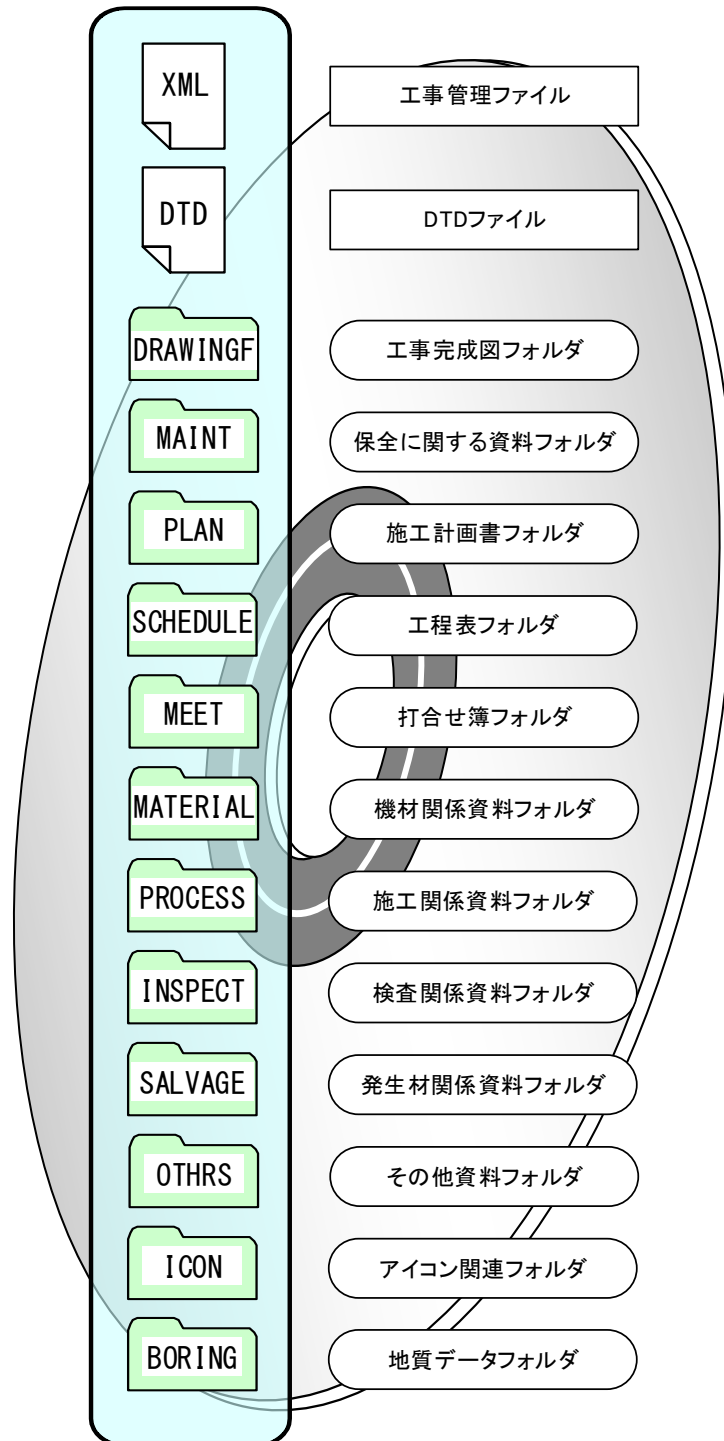 XML 工事管理ファイル
DTD DTDファイル
DRAWINGF 工事完成図フォルダ
MAINT 保全に関する資料フォルダ
PLAN 施工計画書フォルダ
SCHEDULE 工程表フォルダ
MEET 打合せ簿フォルダ
MATERIAL 機材関係資料フォルダ
PROCESS 施工関係資料フォルダ
INSPECT 検査関係資料フォルダ
SALVAGE 発生材関係資料フォルダ
OTHRS その他資料フォルダ
ICON アイコン関連フォルダ
BORING 地質データフォルダ